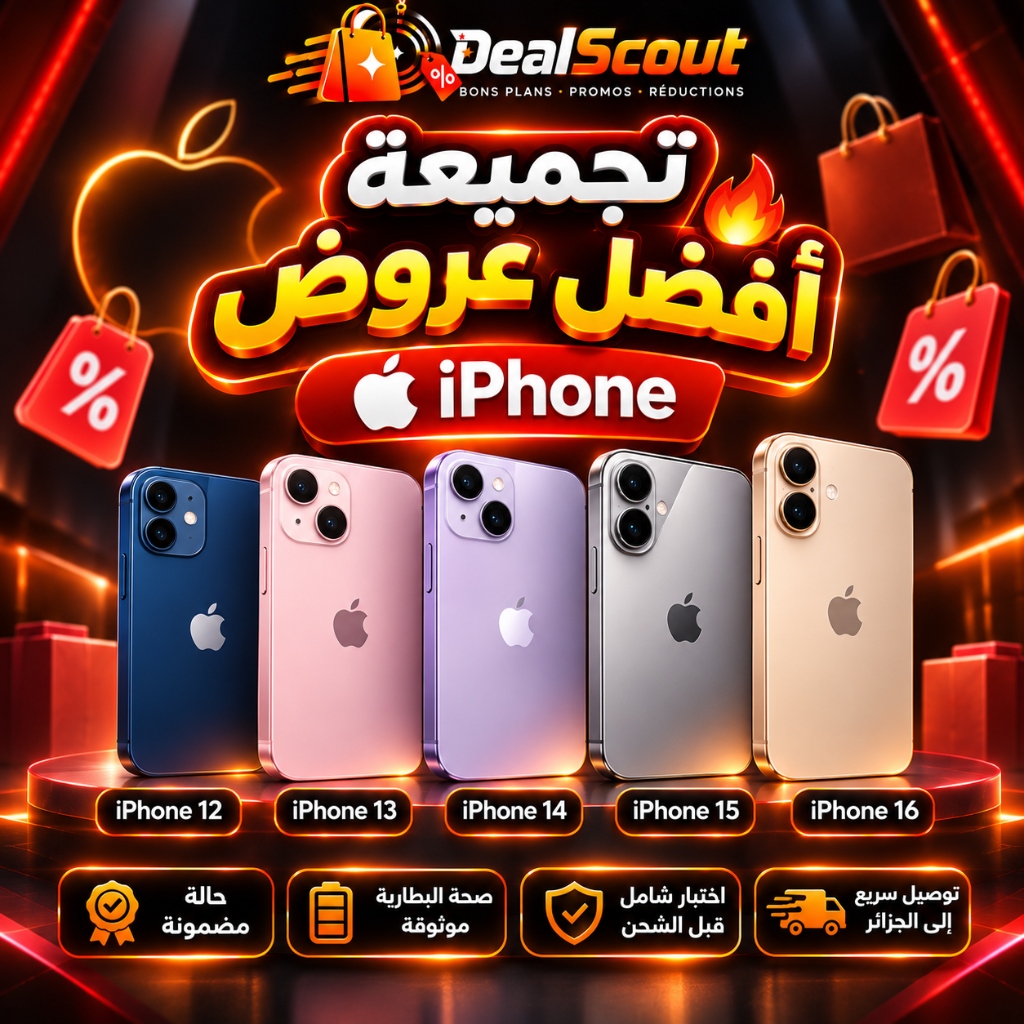 DealScout
BONS PLANS · PROMOS · RÉDUCTIONS
تجميعة
أفضل عروض
iPhone
%
%
%
iPhone 12
iPhone 13
iPhone 14
iPhone 15
iPhone 16
توصيل سريع
إلى الجزائر
اختبار شامل
قبل الشحن
صحة البطارية
موثوقة
حالة
مضمونة